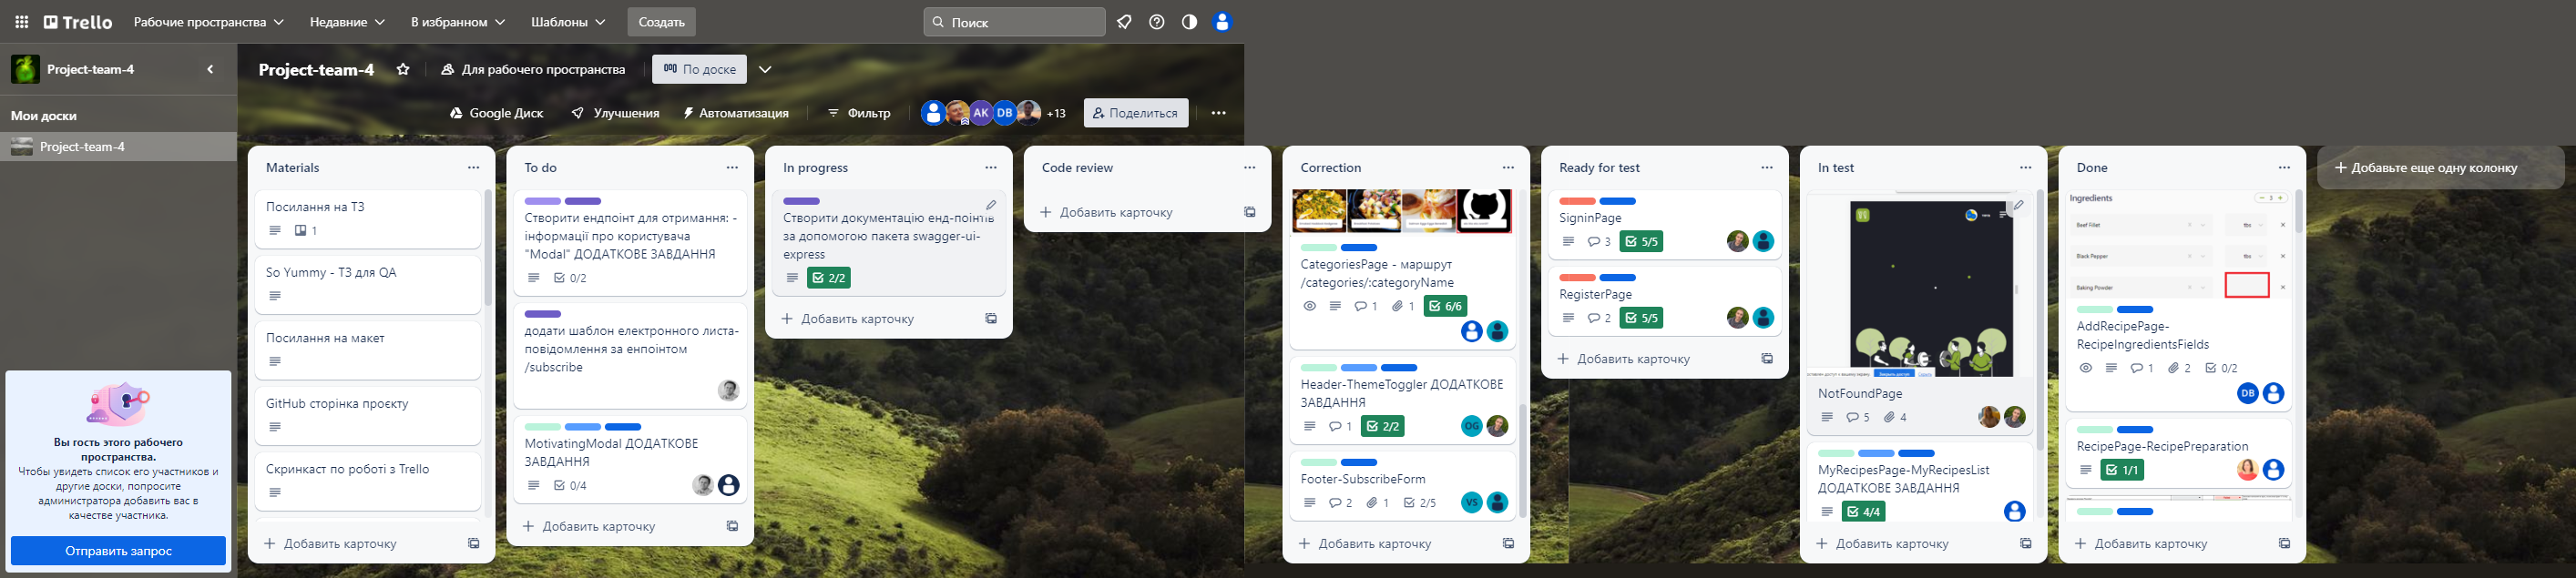 Trello
Рабочие пространства
Недавние
В избранном
Шаблоны
Создать
Поиск
Project-team-4
Мои доски
Project-team-4
Вы гость этого рабочего
пространства.
Чтобы увидеть список его участников и
другие доски, попросите
администратора добавить вас в
качестве участника.
Отправить запрос
Project-team-4
Для рабочего пространства
По доске
Google Диск
Улучшения
Автоматизация
Фильтр
AK
DB
+13
Поделиться
Materials
Посилання на ТЗ
1
So Yummy - ТЗ для QA
Посилання на макет
GitHub сторінка проєкту
Скринкаст по роботі з Trello
Добавить карточку
To do
Створити ендпоінт для отримання: -
інформації про користувача
"Modal" ДОДАТКОВЕ ЗАВДАННЯ
0/2
додати шаблон електронного листа-
повідомлення за енпоінтом
/subscribe
MotivatingModal ДОДАТКОВЕ
ЗАВДАННЯ
0/4
Добавить карточку
In progress
Створити документацію енд-поінтів
за допомогою пакета swagger-ui-
express
2/2
Добавить карточку
Code review
Добавить карточку
Correction
CategoriesPage - маршрут
/categories/:categoryName
1
1
6/6
Header-ThemeToggler ДОДАТКОВЕ
ЗАВДАННЯ
1
2/2
OG
Footer-SubscribeForm
2
1
2/5
VS
Добавить карточку
Ready for test
SigninPage
3
5/5
RegisterPage
2
5/5
Добавить карточку
In test
NotFoundPage
5
4
MyRecipesPage-MyRecipesList
ДОДАТКОВЕ ЗАВДАННЯ
4/4
Добавить карточку
Done
Ingredients
3
Beef Fillet
tbs
Black Pepper
tbs
Baking Powder
AddRecipePage-
RecipeIngredientsFields
1
2
0/2
DB
RecipePage-RecipePreparation
1/1
Добавить карточку
Добавьте еще одну колонку